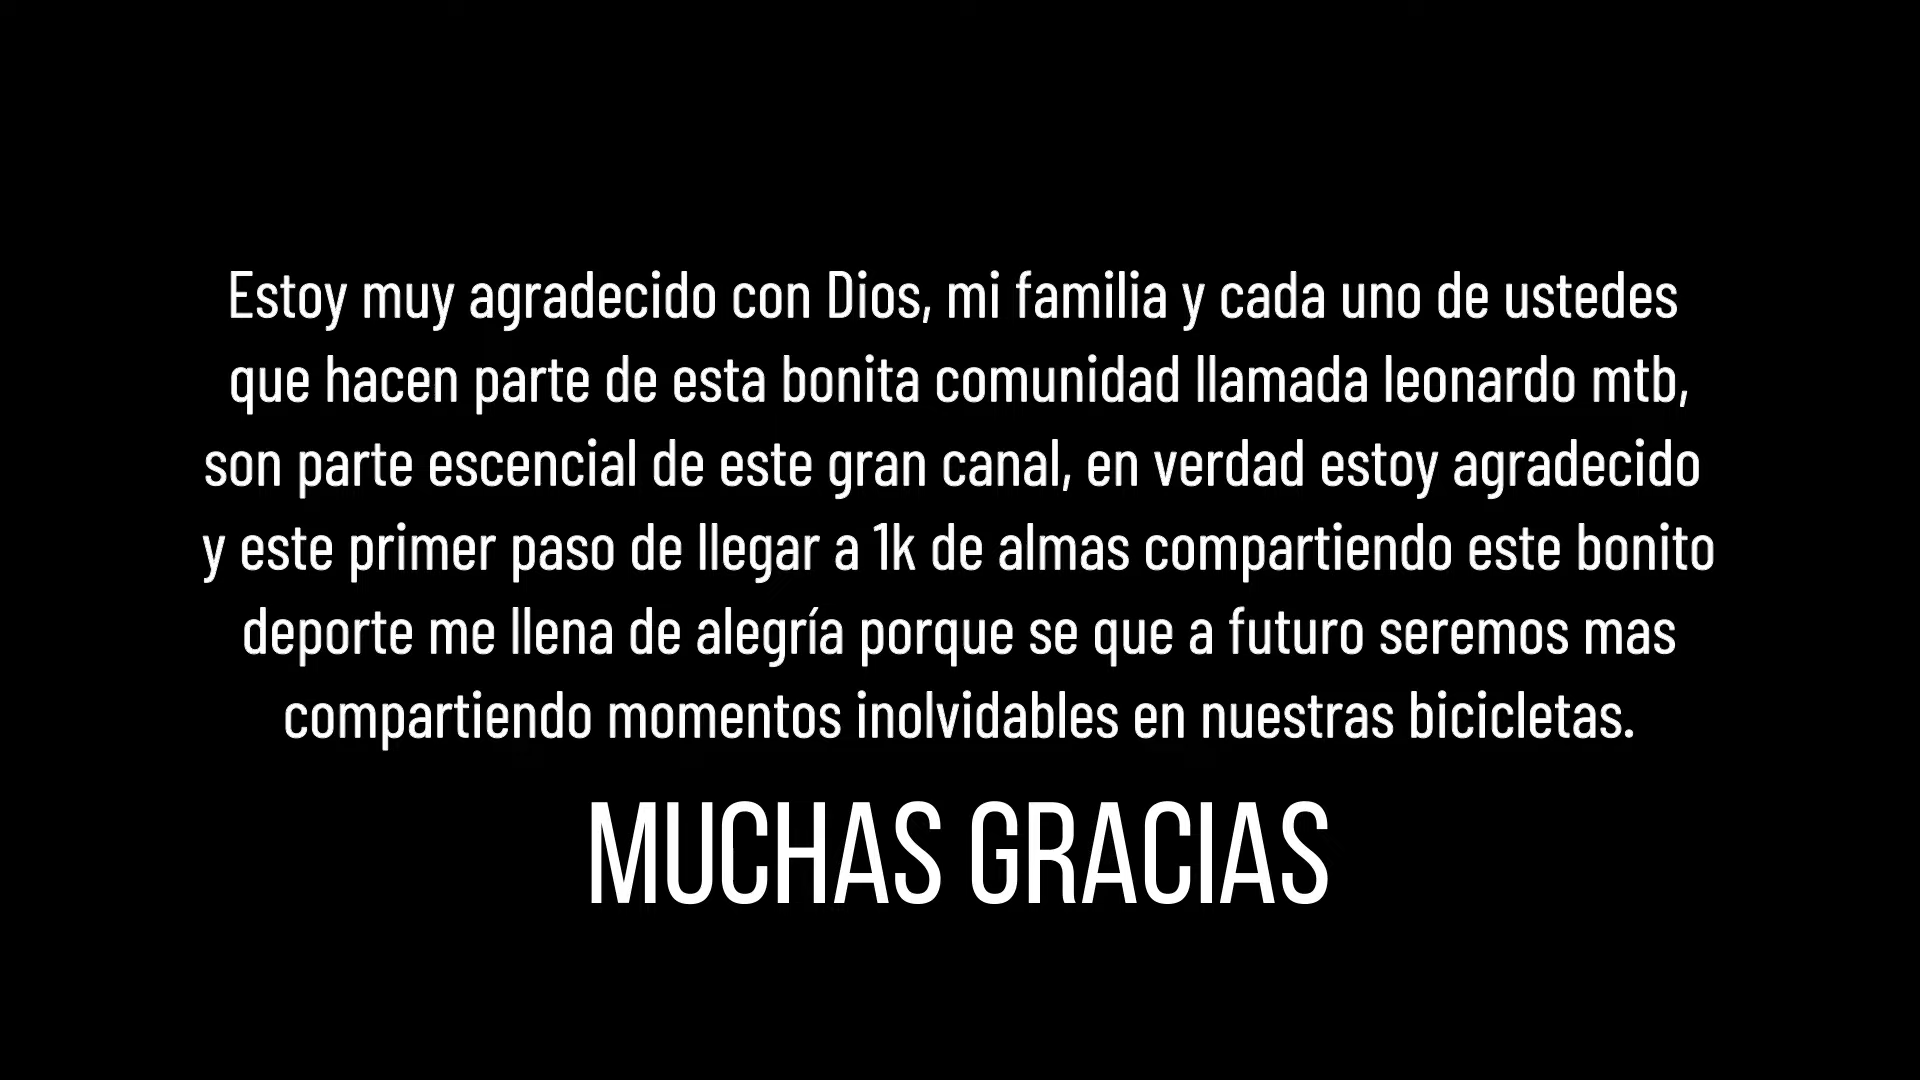 Estoy muy agradecido con Dios, mi familia y cada uno de ustedes
que hacen parte de esta bonita comunidad llamada leonardo mtb,
son parte escencial de este gran canal, en verdad estoy agradecido
y este primer paso de llegar a 1k de almas compartiendo este bonito
deporte me llena de alegría porque se que a futuro seremos mas
compartiendo momentos inolvidables en nuestras bicicletas.
MUCHAS GRACIAS